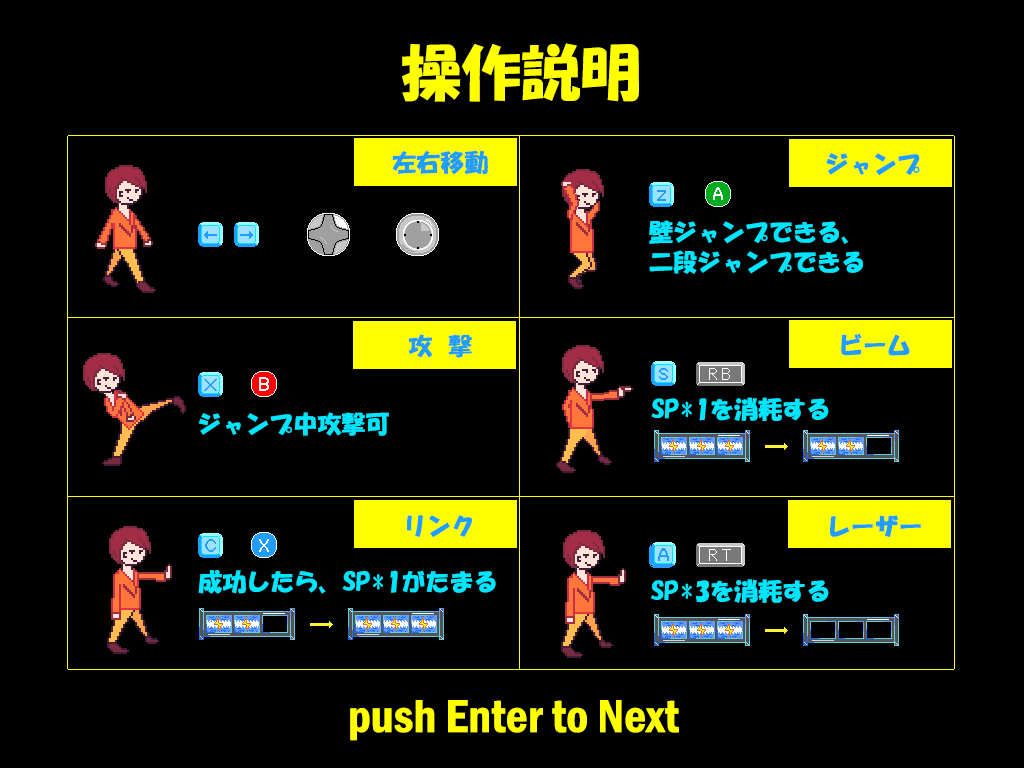 操作説明
左右移動
← →
ジャンプ
Z A
壁ジャンプできる、
二段ジャンプできる
攻撃
X B
ジャンプ中攻撃可
ビーム
S RB
SP*1を消耗する
→
リンク
C X
成功したら、SP*1がたまる
→
レーザー
A RT
SP*3を消耗する
→
push Enter to Next